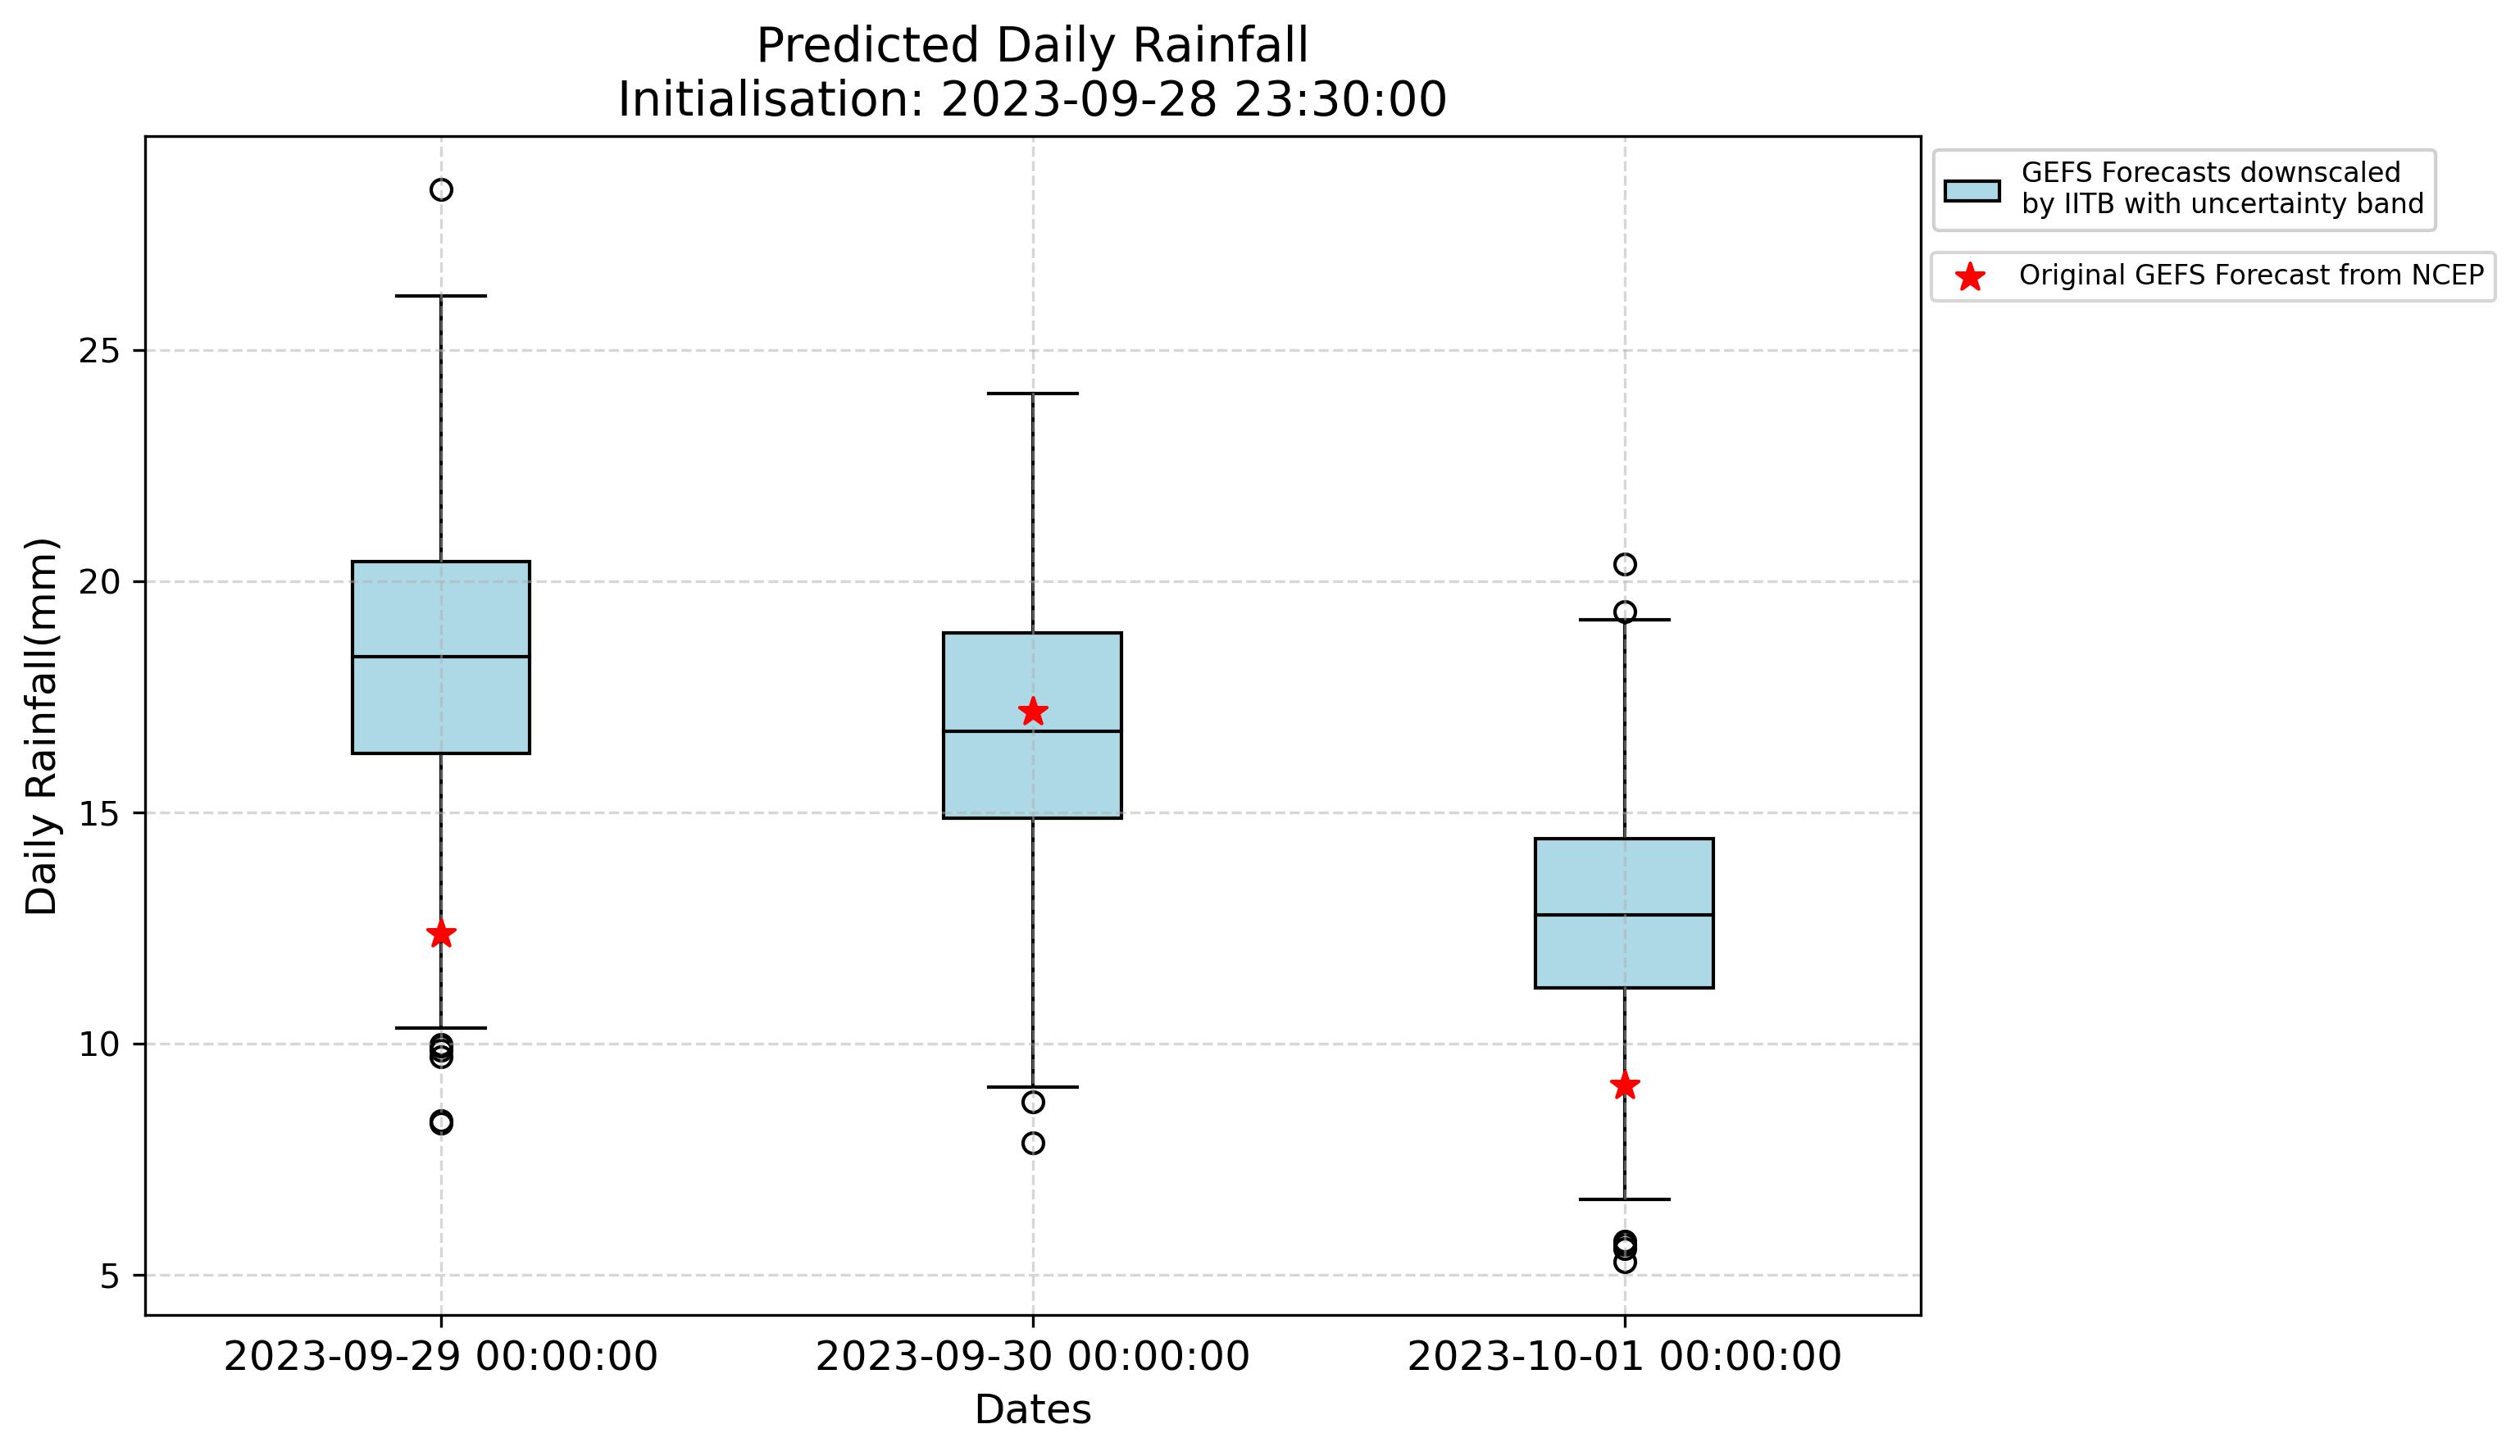 Predicted Daily Rainfall
Initialisation: 2023-09-28 23:30:00
GEFS Forecasts downscaled
by IITB with uncertainty band
Original GEFS Forecast from NCEP
Daily Rainfall(mm)
25
20
15
10
5
2023-09-29 00:00:00
2023-09-30 00:00:00
2023-10-01 00:00:00
Dates